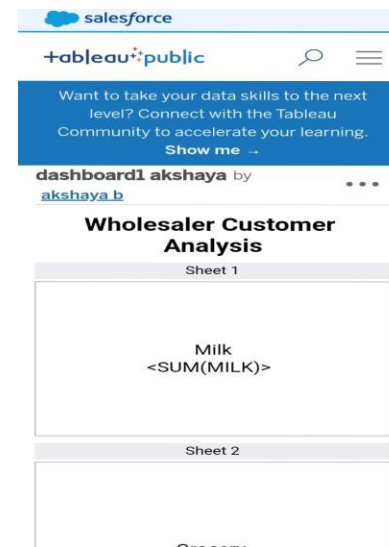 salesforce
+ableau public
Want to take your data skills to the next
level? Connect with the Tableau
Community to accelerate your learning.
Show me →
dashboard1 akshaya by
akshaya b
Wholesaler Customer
Analysis
Sheet 1
Milk
<SUM(MILK)>
Sheet 2